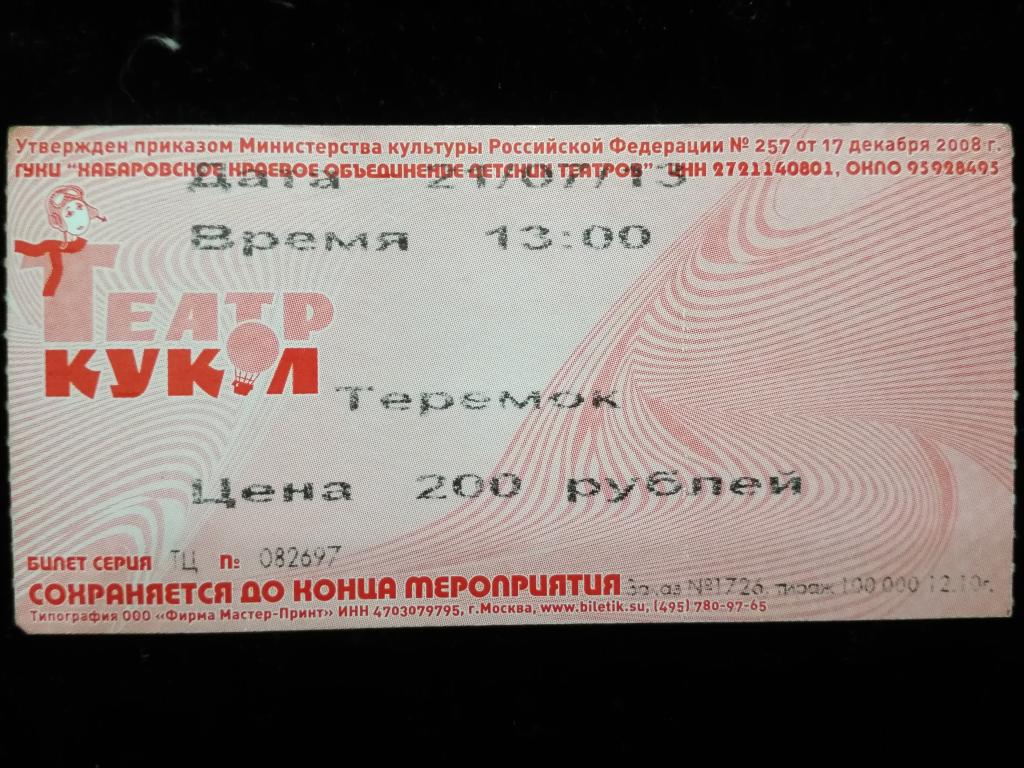 Утвержден приказом Министерства культуры Российской Федерации № 257 от 17 декабря 2008 г.
ГУКИ "ХАБАРОВСКОЕ КРАЕВОЕ ОБЪЕДИНЕНИЕ ДЕТСКИХ ТЕАТРОВ" ИНН 2721140801, ОКПО 95928495
Дата
Время 13:00
ТЕАТР
КУКОЛ
Теремок
Цена 200 рублей
БИЛЕТ СЕРИЯ ТЦ № 082697
СОХРАНЯЕТСЯ ДО КОНЦА МЕРОПРИЯТИЯ Заказ №1726, тираж 100 000 12.10г.
Типография ООО «Фирма Мастер-Принт» ИНН 4703079795, г.Москва, www.biletik.su, (495) 780-97-65